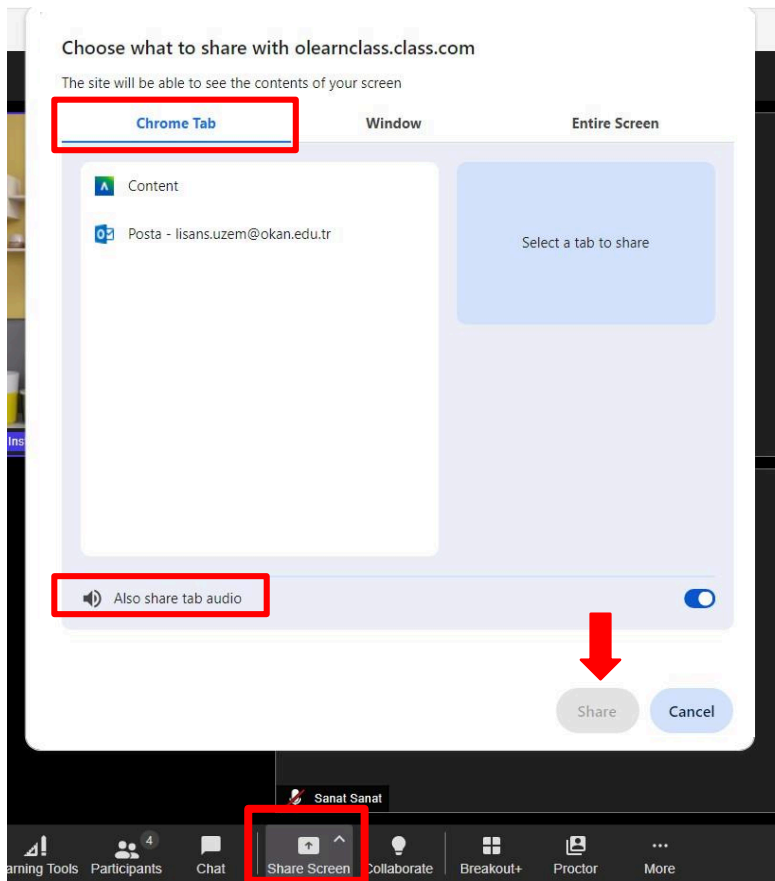 Choose what to share with olearnclass.class.com
The site will be able to see the contents of your screen
Chrome Tab Window Entire Screen
Content
Posta - lisans.uzem@okan.edu.tr
Select a tab to share
Ins
Also share tab audio
Share Cancel
Sanat Sanat
4
arning Tools Participants Chat Share Screen Collaborate Breakout+ Proctor More